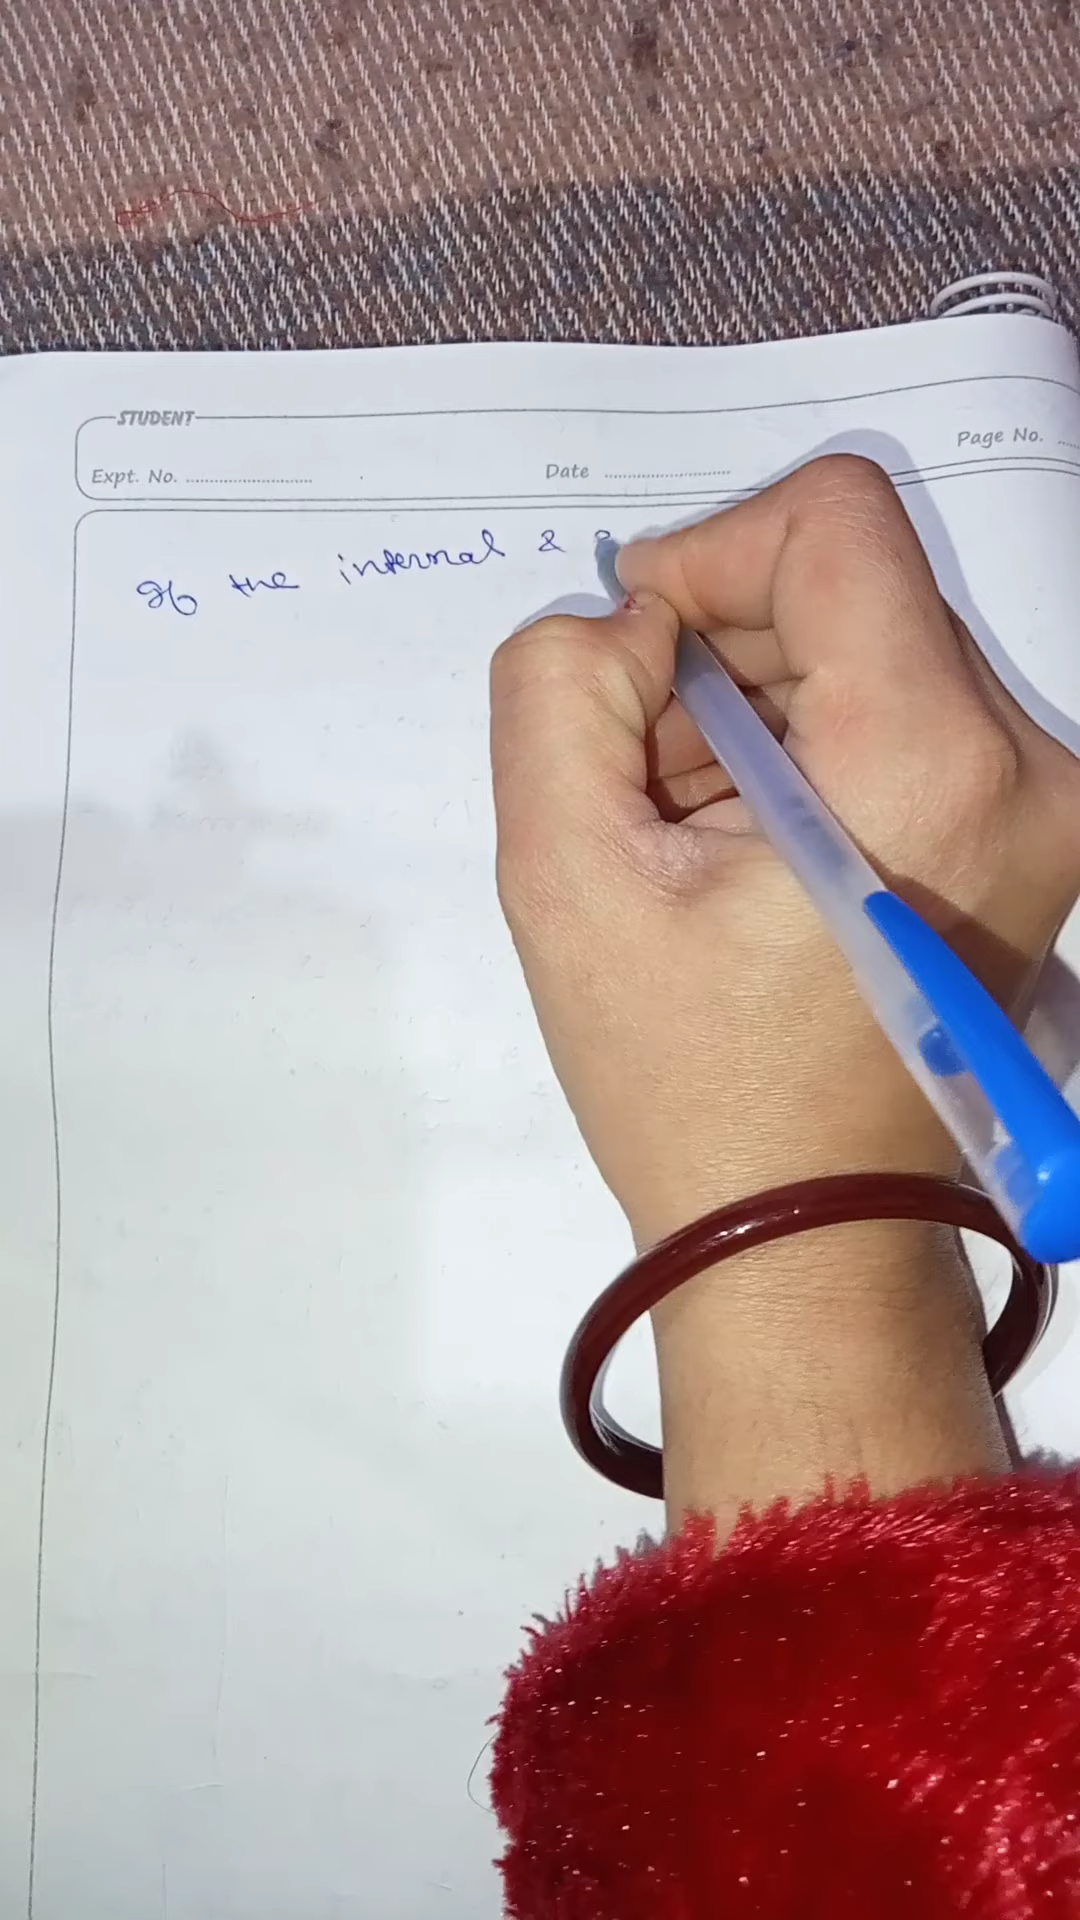 STUDENT
Page No. ....
Expt. No. ........................ Date ........................
If the internal & e